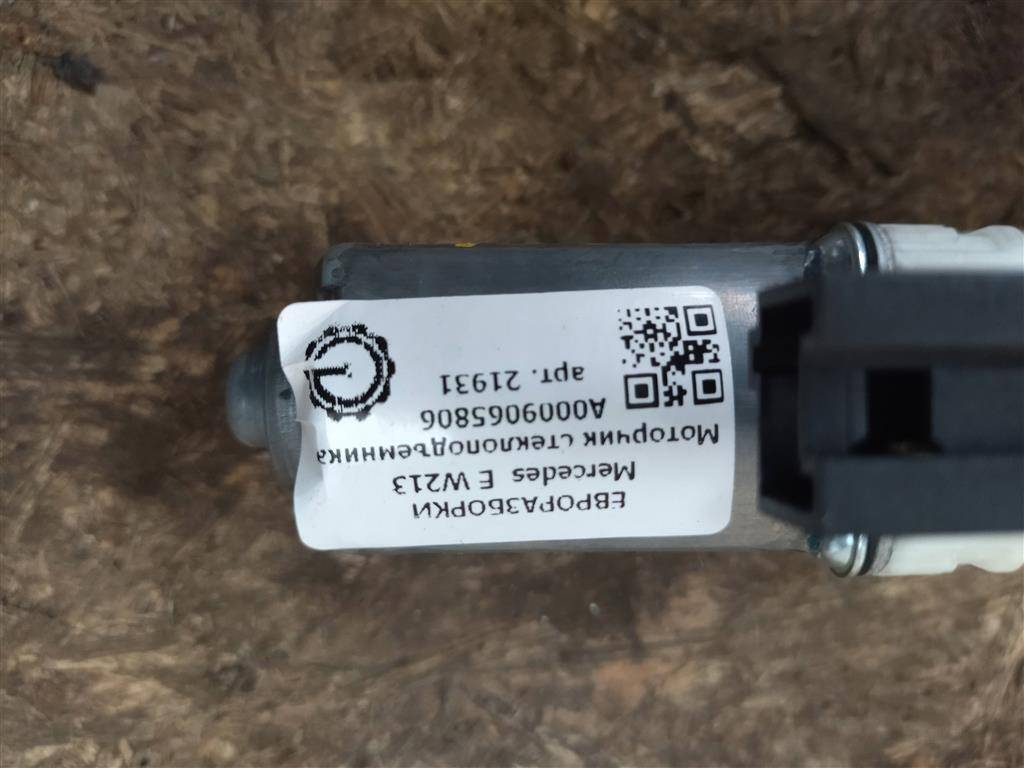 ЕВРОРАЗБОРКИ
Mercedes E W213
Моторчик стеклоподъемника
A0009065806
арт. 21931